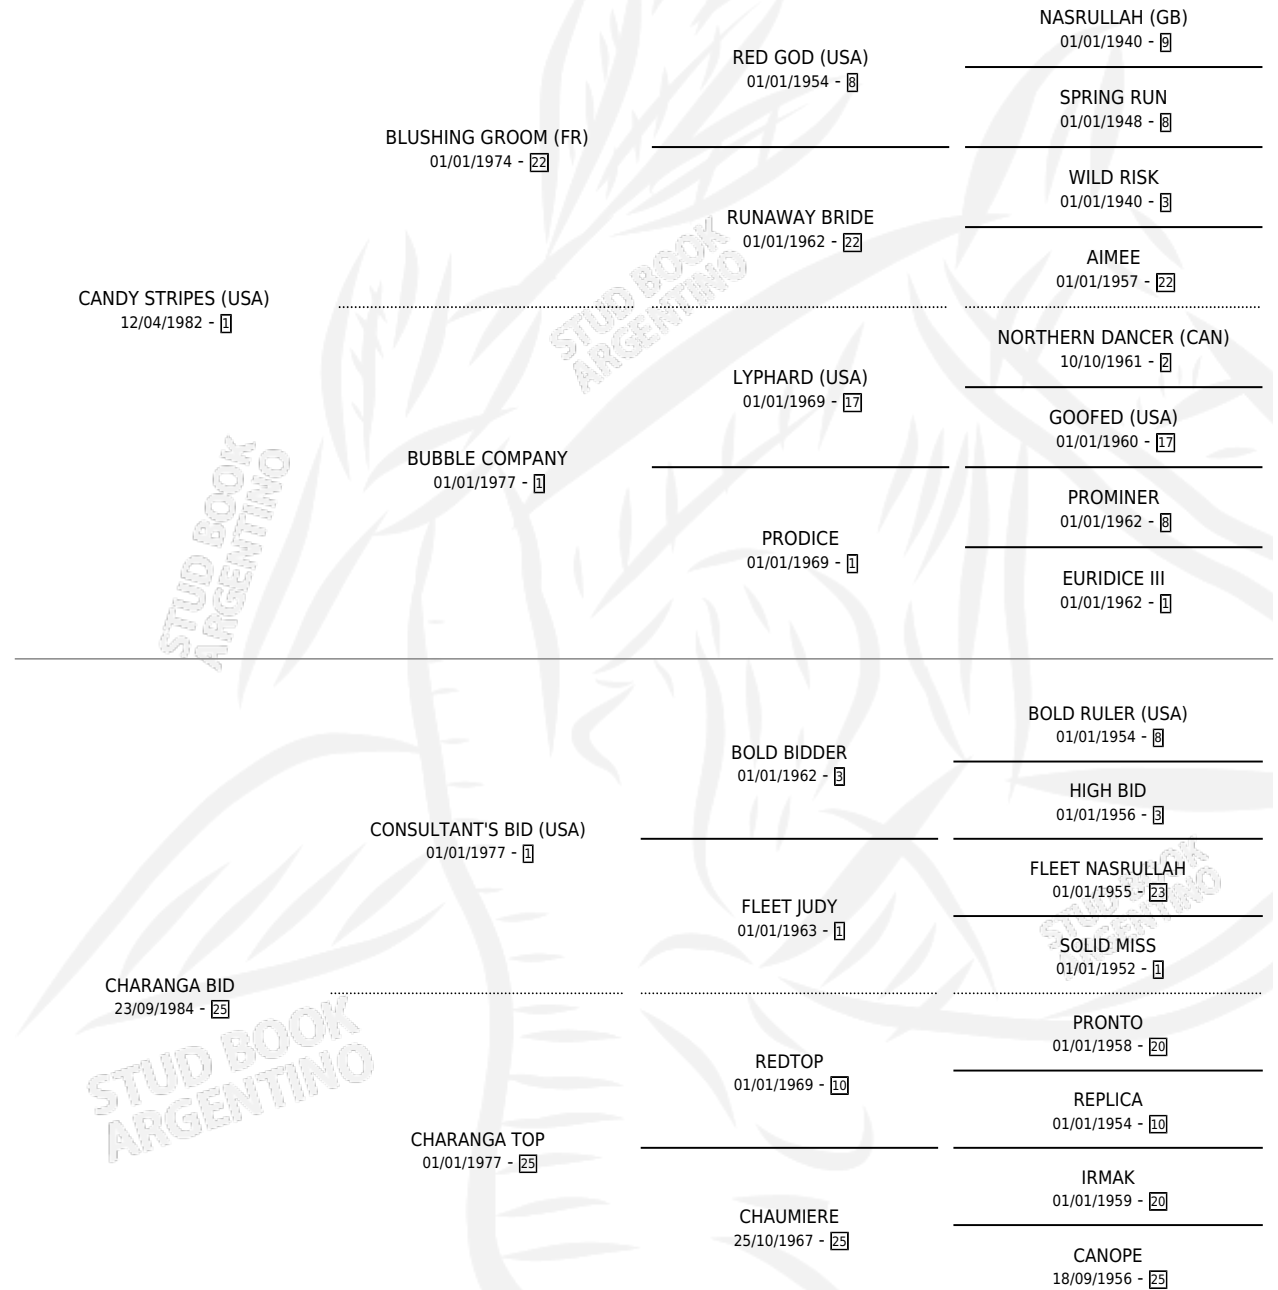 NASRULLAH (GB)
01/01/1940 - 9
RED GOD (USA)
01/01/1954 - 8
SPRING RUN
01/01/1948 - 8
BLUSHING GROOM (FR)
01/01/1974 - 22
WILD RISK
01/01/1940 - 3
RUNAWAY BRIDE
01/01/1962 - 22
AIMEE
01/01/1957 - 22
CANDY STRIPES (USA)
12/04/1982 - 1
NORTHERN DANCER (CAN)
10/10/1961 - 2
LYPHARD (USA)
01/01/1969 - 17
GOOFED (USA)
01/01/1960 - 17
BUBBLE COMPANY
01/01/1977 - 1
PROMINER
01/01/1962 - 8
PRODICE
01/01/1969 - 1
EURIDICE III
01/01/1962 - 1
BOLD RULER (USA)
01/01/1954 - 8
BOLD BIDDER
01/01/1962 - 3
HIGH BID
01/01/1956 - 3
CONSULTANT'S BID (USA)
01/01/1977 - 1
FLEET NASRULLAH
01/01/1955 - 23
FLEET JUDY
01/01/1963 - 1
SOLID MISS
01/01/1952 - 1
CHARANGA BID
23/09/1984 - 25
PRONTO
01/01/1958 - 20
REDTOP
01/01/1969 - 10
REPLICA
01/01/1954 - 10
CHARANGA TOP
01/01/1977 - 25
IRMAK
01/01/1959 - 20
CHAUMIERE
25/10/1967 - 25
CANOPE
18/09/1956 - 25
STUD BOOK
ARGENTINO
STUD BOOK
ARGENTINO
STUD BOOK
ARGENTINO
STUD BOOK
ARGENTINO